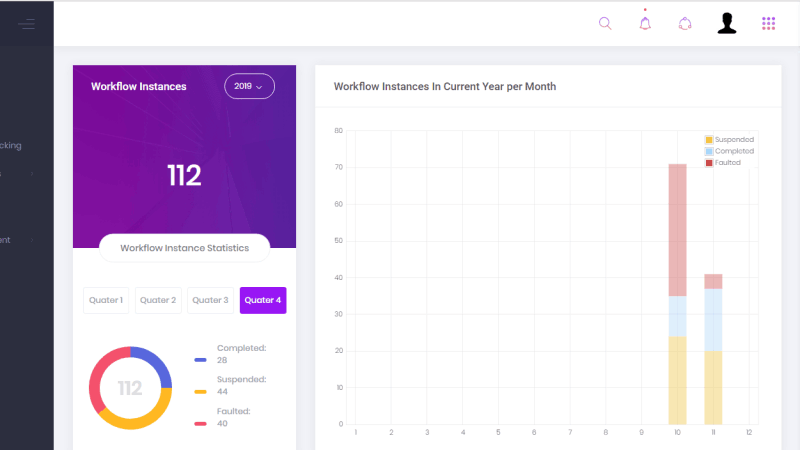 Workflow Instances
2019
112
Workflow Instance Statistics
Quater 1
Quater 2
Quater 3
Quater 4
112
Completed:
28
Suspended:
44
Faulted:
40
Workflow Instances In Current Year per Month
Suspended
Completed
Faulted
80
70
60
50
40
30
20
10
0
1 2 3 4 5 6 7 8 9 10 11 12